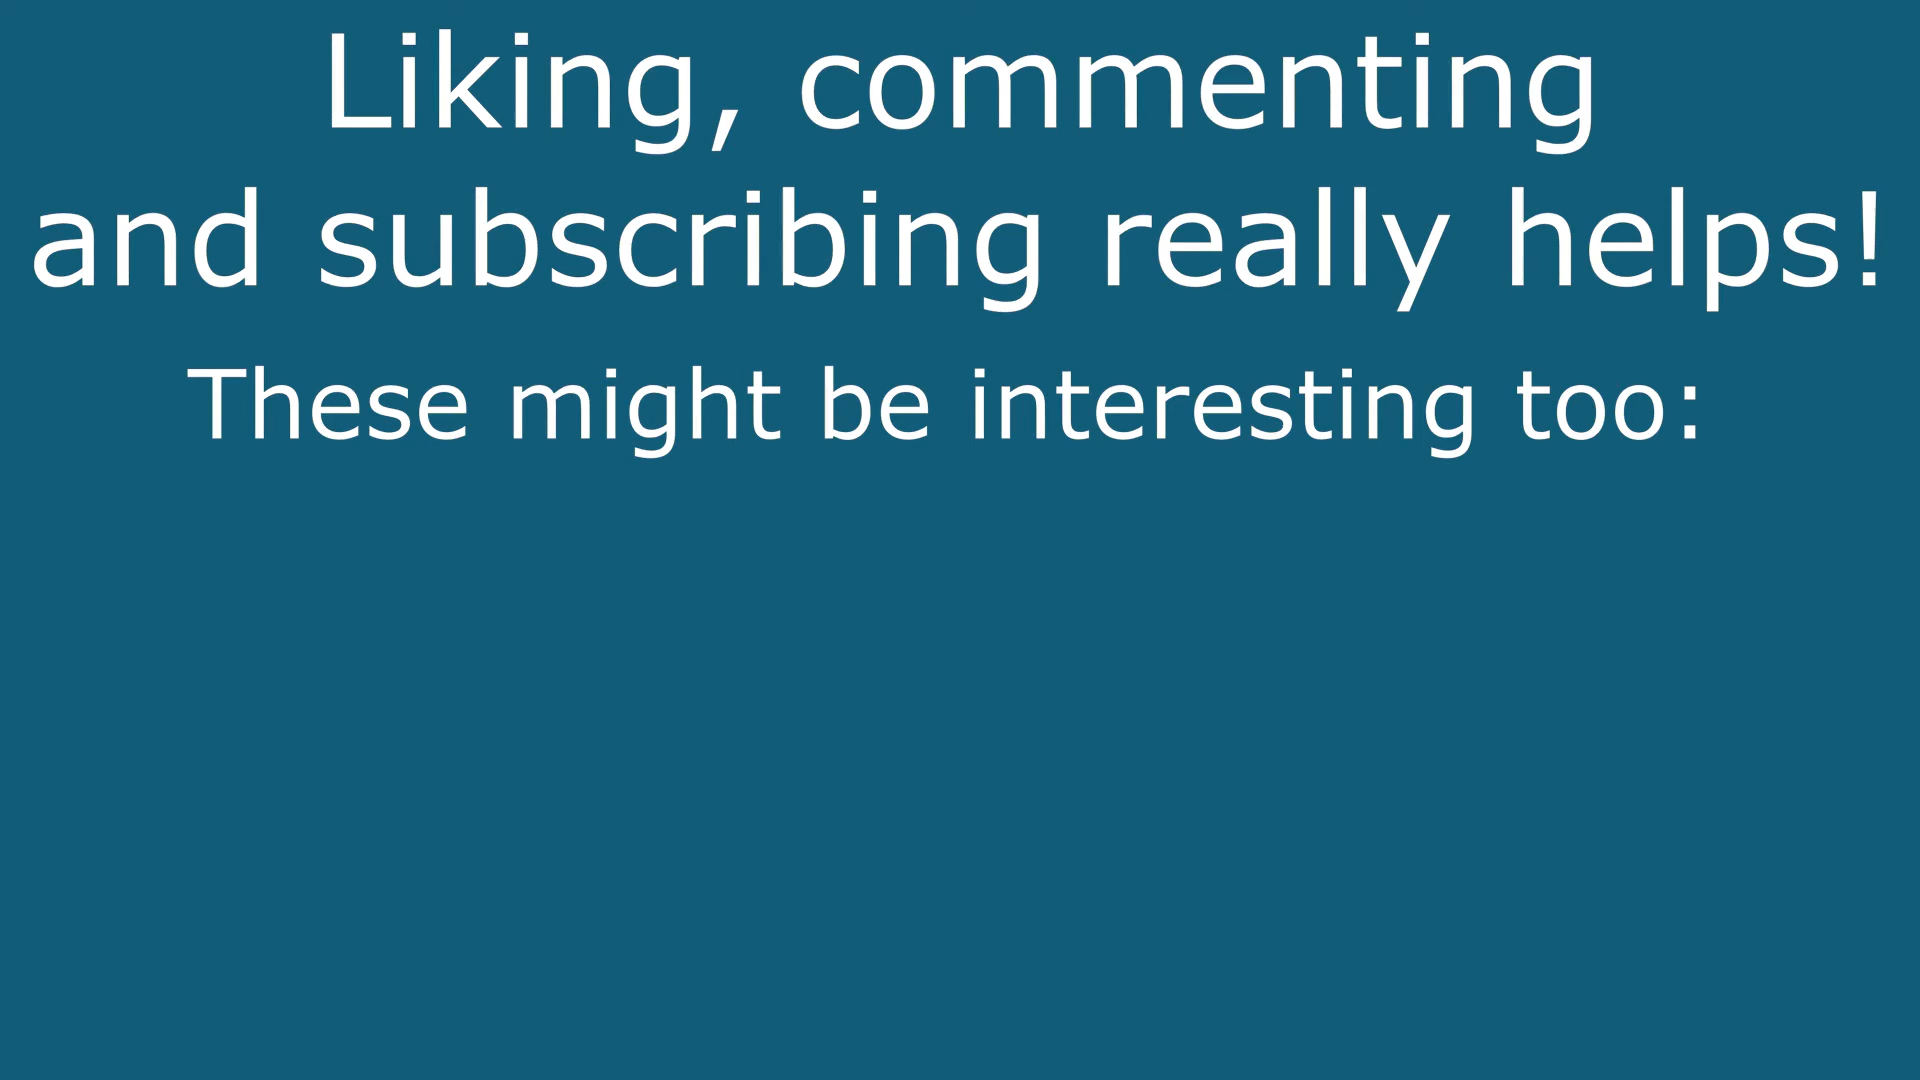 Liking, commenting
and subscribing really helps!
These might be interesting too: